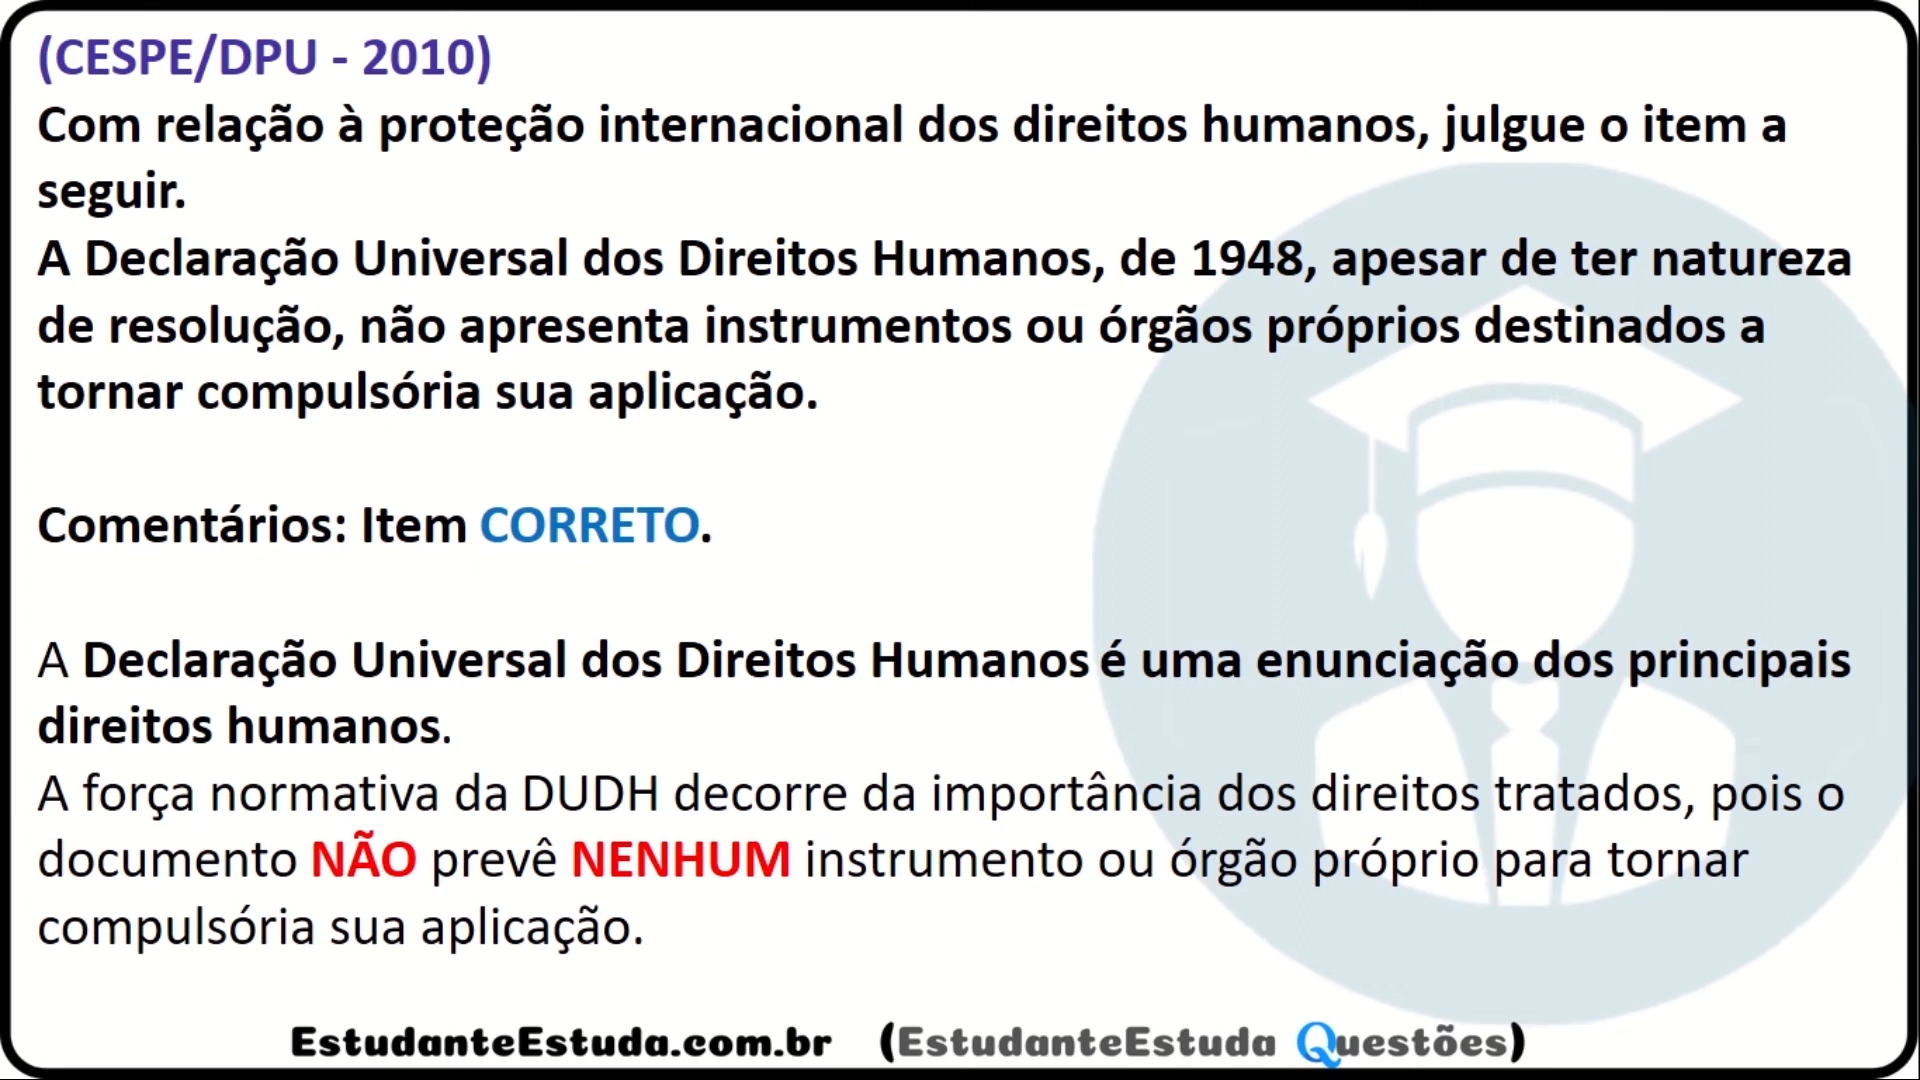 (CESPE/DPU - 2010)
Com relação à proteção internacional dos direitos humanos, julgue o item a
seguir.
A Declaração Universal dos Direitos Humanos, de 1948, apesar de ter natureza
de resolução, não apresenta instrumentos ou órgãos próprios destinados a
tornar compulsória sua aplicação.
Comentários: Item CORRETO.
A Declaração Universal dos Direitos Humanos é uma enunciação dos principais
direitos humanos.
A força normativa da DUDH decorre da importância dos direitos tratados, pois o
documento NÃO prevê NENHUM instrumento ou órgão próprio para tornar
compulsória sua aplicação.
EstudanteEstuda.com.br (EstudanteEstuda Questões)